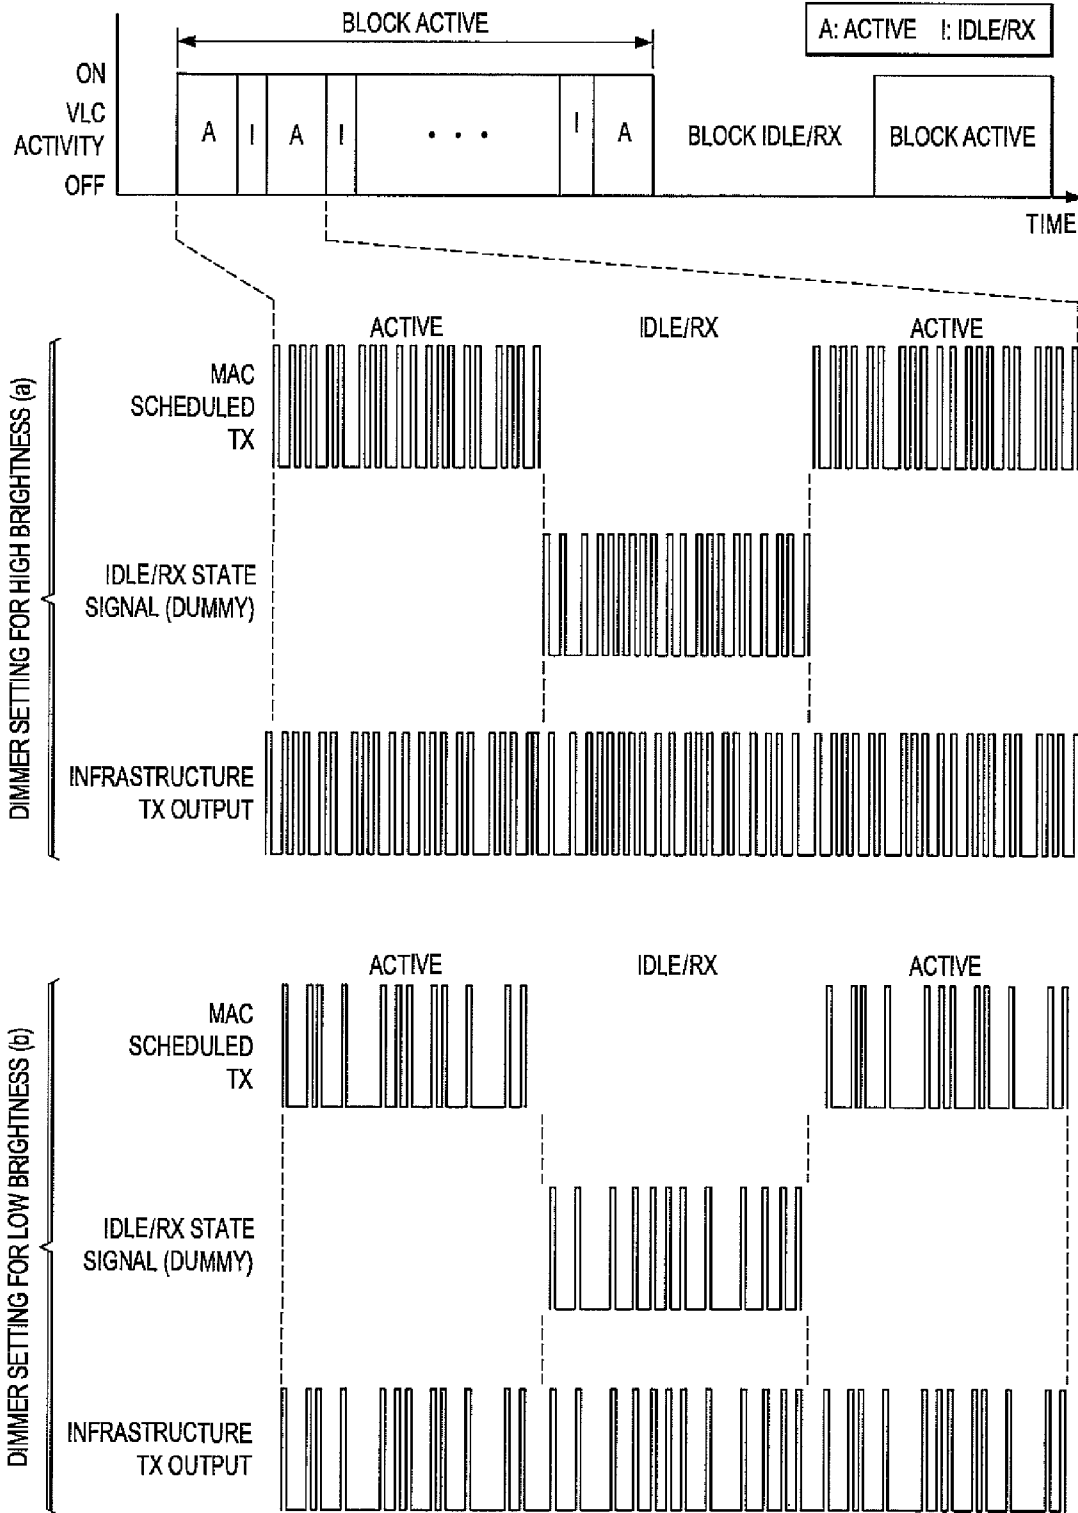 BLOCK ACTIVE
A: ACTIVE I: IDLE/RX
ON
VLC
ACTIVITY
OFF
A I A I • • • I A
BLOCK IDLE/RX
BLOCK ACTIVE
TIME
DIMMER SETTING FOR HIGH BRIGHTNESS (a)
ACTIVE IDLE/RX ACTIVE
MAC
SCHEDULED
TX
IDLE/RX STATE
SIGNAL (DUMMY)
INFRASTRUCTURE
TX OUTPUT
DIMMER SETTING FOR LOW BRIGHTNESS (b)
ACTIVE IDLE/RX ACTIVE
MAC
SCHEDULED
TX
IDLE/RX STATE
SIGNAL (DUMMY)
INFRASTRUCTURE
TX OUTPUT